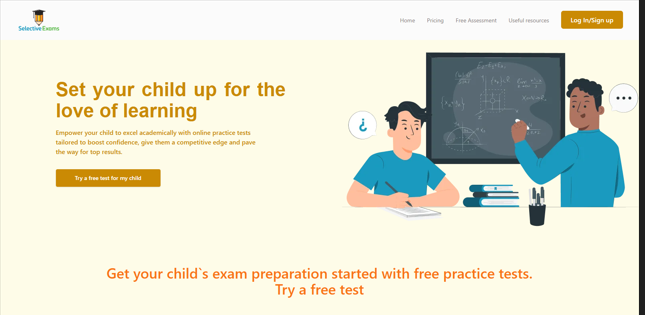 Selective Exams
Home
Pricing
Free Assessment
Useful resources
Log In/Sign up
Set your child up for the
love of learning
Empower your child to excel academically with online practice tests
tailored to boost confidence, give them a competitive edge and pave
the way for top results.
Try a free test for my child
Get your child`s exam preparation started with free practice tests.
Try a free test